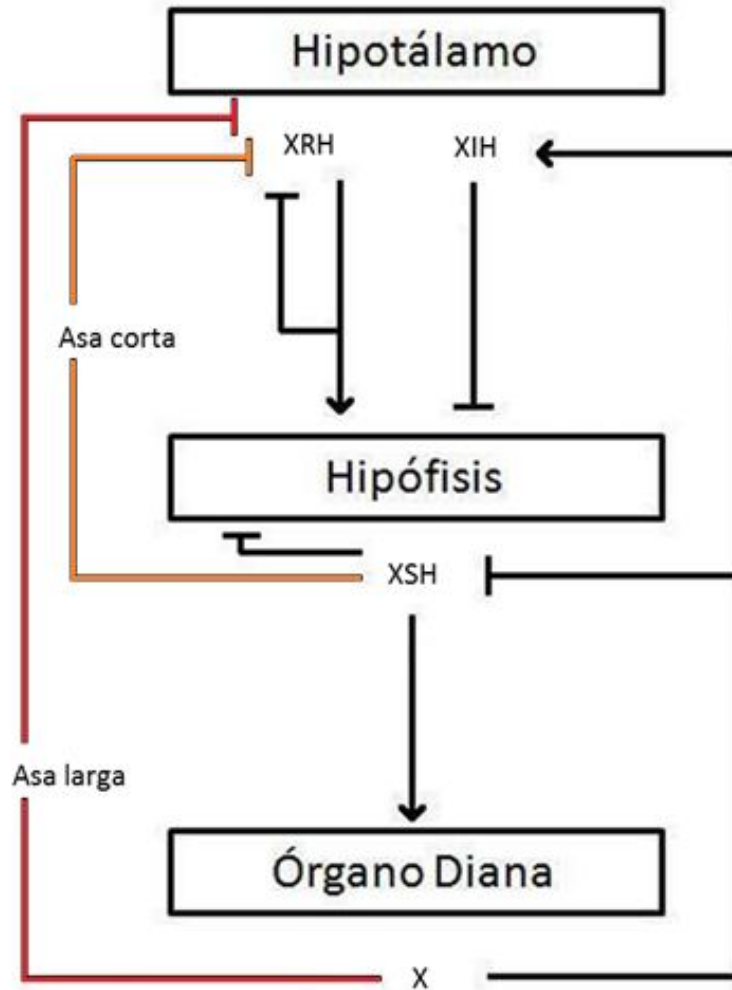 Hipotálamo
XRH
XIH
Asa corta
Hipófisis
XSH
Asa larga
Órgano Diana
X